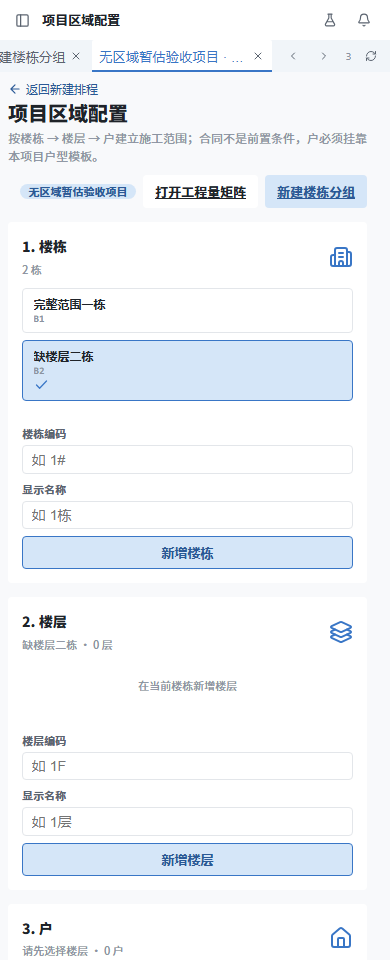 项目区域配置
建楼栋分组
无区域暂估验收项目 · ...
3
返回新建排程
项目区域配置
按楼栋 → 楼层 → 户建立施工范围；合同不是前置条件，户必须挂靠
本项目户型模板。
无区域暂估验收项目
打开工程量矩阵
新建楼栋分组
1. 楼栋
2 栋
完整范围一栋
B1
缺楼层二栋
B2
楼栋编码
如 1#
显示名称
如 1栋
新增楼栋
2. 楼层
缺楼层二栋 · 0 层
在当前楼栋新增楼层
楼层编码
如 1F
显示名称
如 1层
新增楼层
3. 户
请先选择楼层 · 0 户